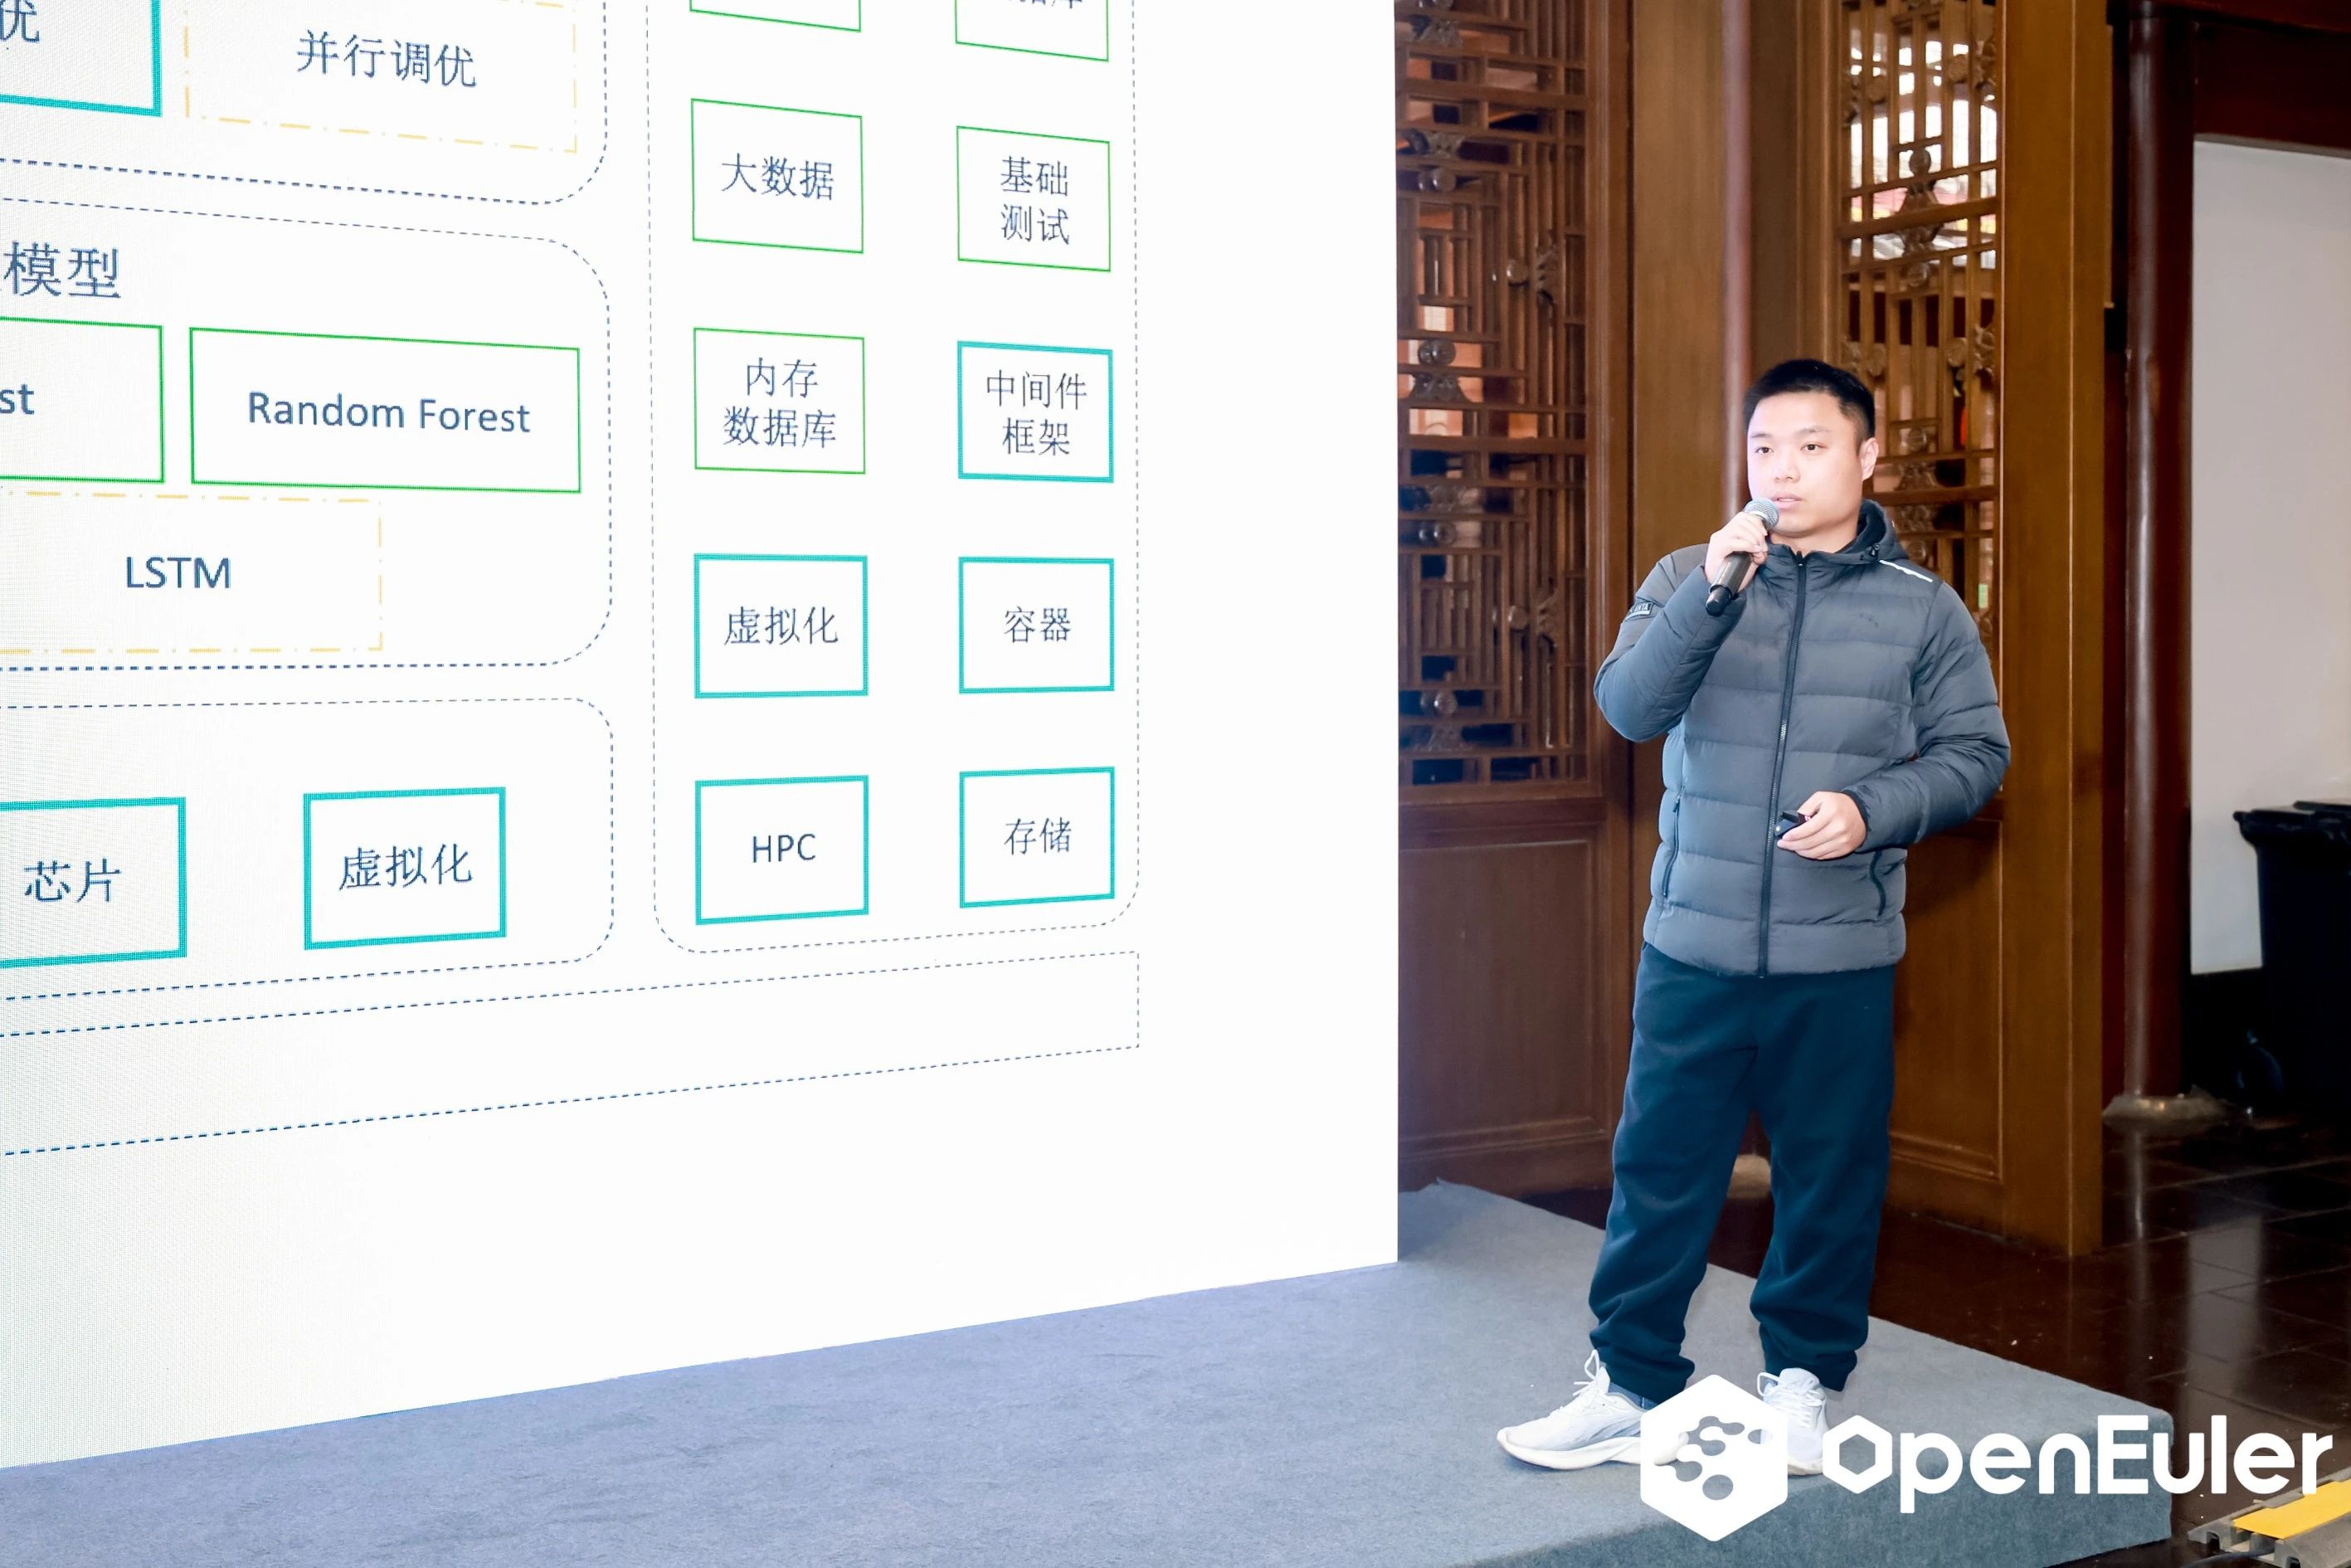 优
并行调优
模型
st
Random Forest
LSTM
芯片
虚拟化
大数据
基础
测试
内存
数据库
中间件
框架
虚拟化
容器
HPC
存储
OpenEuler